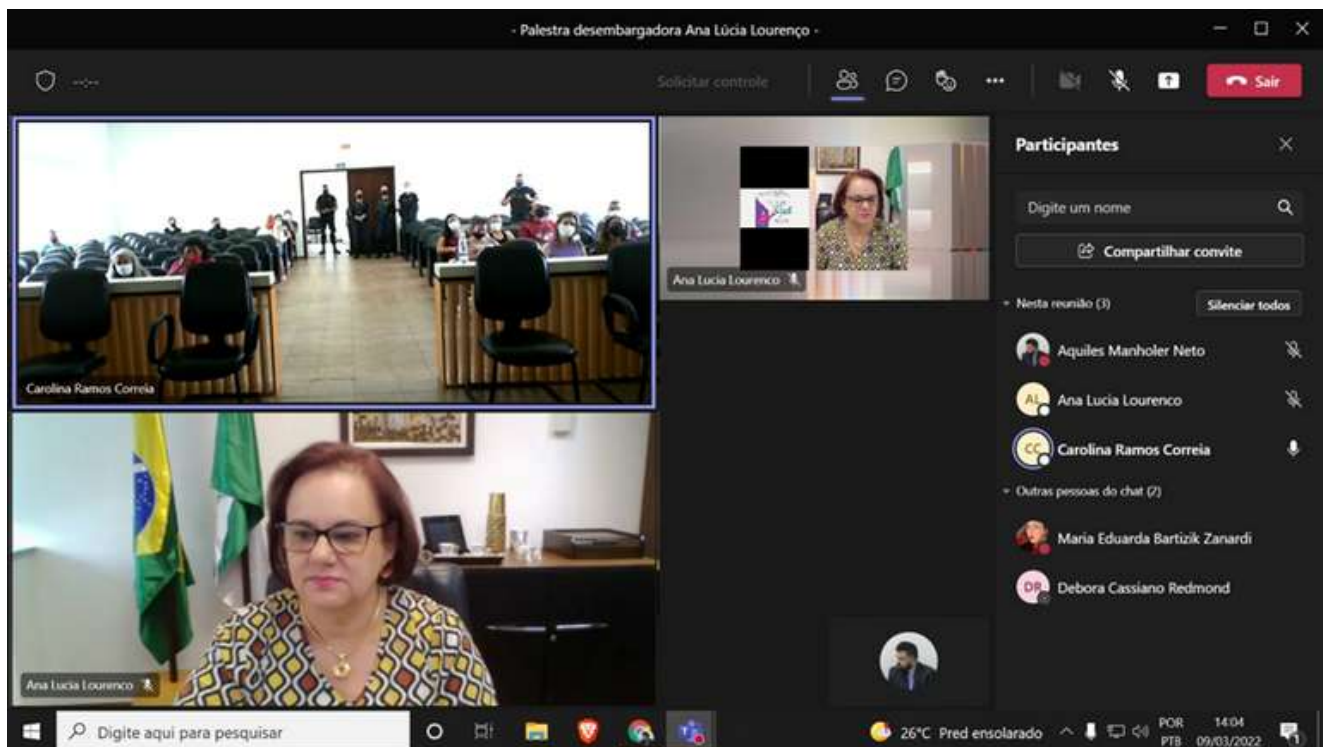 - Palestra desembargadora Ana Lúcia Lourenço -
--:--
Solicitar controle
Sair
Carolina Ramos Correia
Ana Lucia Lourenco
Ana Lucia Lourenco
Participantes
Digite um nome
Compartilhar convite
Nesta reunião (3)
Silenciar todos
Aquiles Manholer Neto
AL
Ana Lucia Lourenco
CC
Carolina Ramos Correia
Outras pessoas do chat (2)
Maria Eduarda Bartizik Zanardi
DR
Debora Cassiano Redmond
Digite aqui para pesquisar
26°C Pred ensolarado
POR
PTB
14:04
09/03/2022